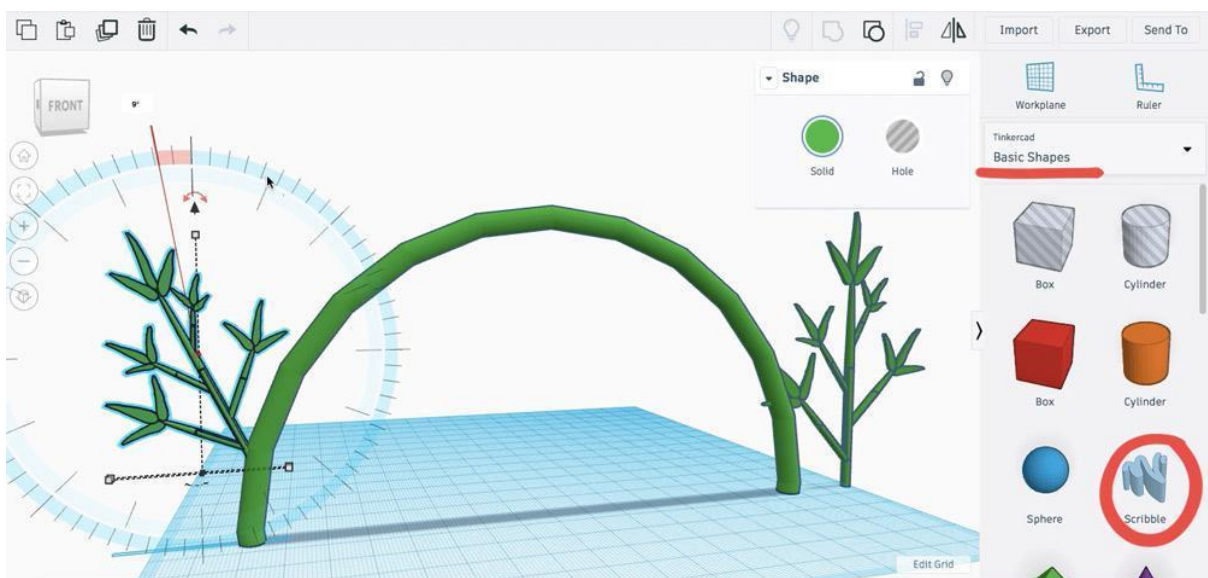 Import Export Send To
FRONT
9°
Shape
Solid Hole
Workplane Ruler
Tinkercad
Basic Shapes
Box Cylinder
Box Cylinder
Sphere Scribble
Edit Grid